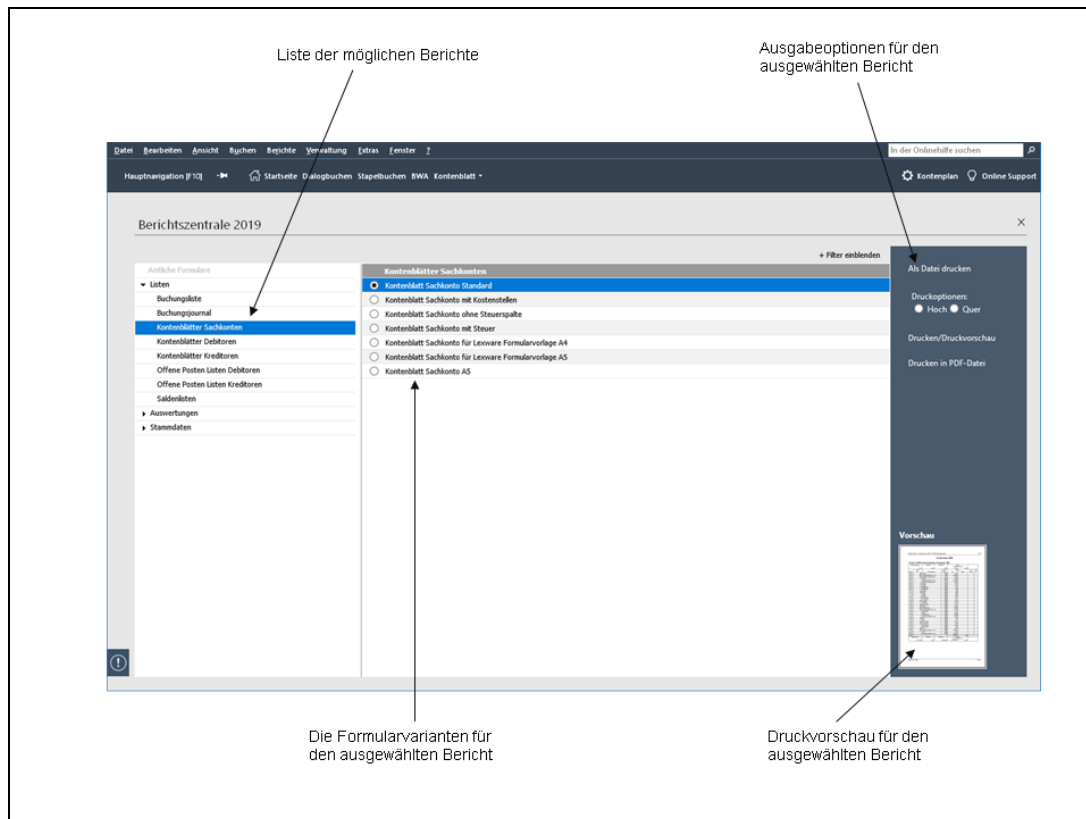 Liste der möglichen Berichte
Ausgabeoptionen für den
ausgewählten Bericht
Datei Bearbeiten Ansicht Buchen Berichte Verwaltung Extras Fenster ?
In der Onlinehilfe suchen
Hauptnavigation [F10] Startseite Dialogbuchen Stapelbuchen BWA Kontenblatt
Kontenplan Online Support
Berichtszentrale 2019
+ Filter einblenden
Amtliche Formulare
Listen
Buchungsliste
Buchungsjournal
Kontenblätter Sachkonten
Kontenblätter Debitoren
Kontenblätter Kreditoren
Offene Posten Listen Debitoren
Offene Posten Listen Kreditoren
Saldenlisten
Auswertungen
Stammdaten
Kontenblätter Sachkonten
Kontenblatt Sachkonto Standard
Kontenblatt Sachkonto mit Kostenstellen
Kontenblatt Sachkonto ohne Steuerspalte
Kontenblatt Sachkonto mit Steuer
Kontenblatt Sachkonto für Lexware Formularvorlage A4
Kontenblatt Sachkonto für Lexware Formularvorlage A5
Kontenblatt Sachkonto A5
Als Datei drucken
Druckoptionen:
Hoch Quer
Drucken/Druckvorschau
Drucken in PDF-Datei
Vorschau
Die Formularvarianten für
den ausgewählten Bericht
Druckvorschau für den
ausgewählten Bericht